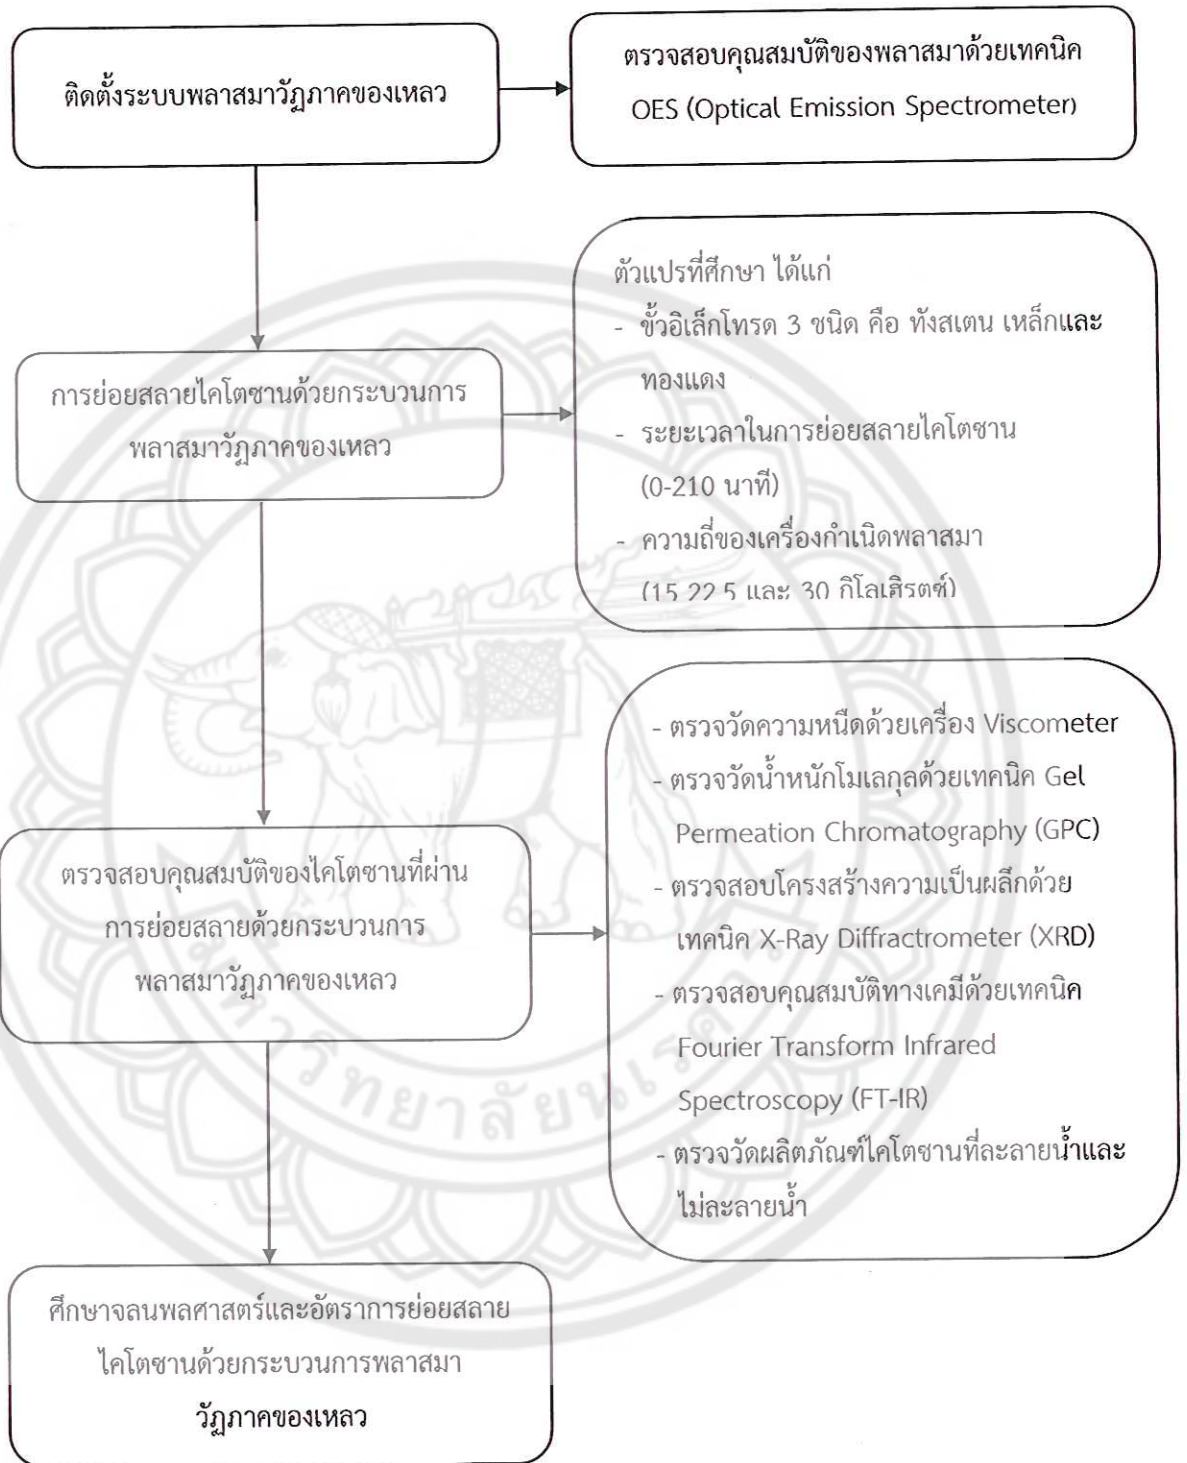 ติดตั้งระบบพลาสมาวัฏภาคของเหลว
ตรวจสอบคุณสมบัติของพลาสมาด้วยเทคนิค
OES (Optical Emission Spectrometer)
ตัวแปรที่ศึกษา ได้แก่
- ขั้วอิเล็กโทรด 3 ชนิด คือ ทังสเตน เหล็กและ
ทองแดง
- ระยะเวลาในการย่อยสลายไคโตซาน
(0-210 นาที)
- ความถี่ของเครื่องกำเนิดพลาสมา
(15 22.5 และ 30 กิโลเฮิรตซ์)
การย่อยสลายไคโตซานด้วยกระบวนการ
พลาสมาวัฏภาคของเหลว
- ตรวจวัดความหนืดด้วยเครื่อง Viscometer
- ตรวจวัดน้ำหนักโมเลกุลด้วยเทคนิค Gel
Permeation Chromatography (GPC)
- ตรวจสอบโครงสร้างความเป็นผลึกด้วย
เทคนิค X-Ray Diffractrometer (XRD)
- ตรวจสอบคุณสมบัติทางเคมีด้วยเทคนิค
Fourier Transform Infrared
Spectroscopy (FT-IR)
- ตรวจวัดผลิตภัณฑ์ไคโตซานที่ละลายน้ำและ
ไม่ละลายน้ำ
ตรวจสอบคุณสมบัติของไคโตซานที่ผ่าน
การย่อยสลายด้วยกระบวนการ
พลาสมาวัฏภาคของเหลว
มหาวิทยาลัยนเรศวร
ศึกษาจลนพลศาสตร์และอัตราการย่อยสลาย
ไคโตซานด้วยกระบวนการพลาสมา
วัฏภาคของเหลว